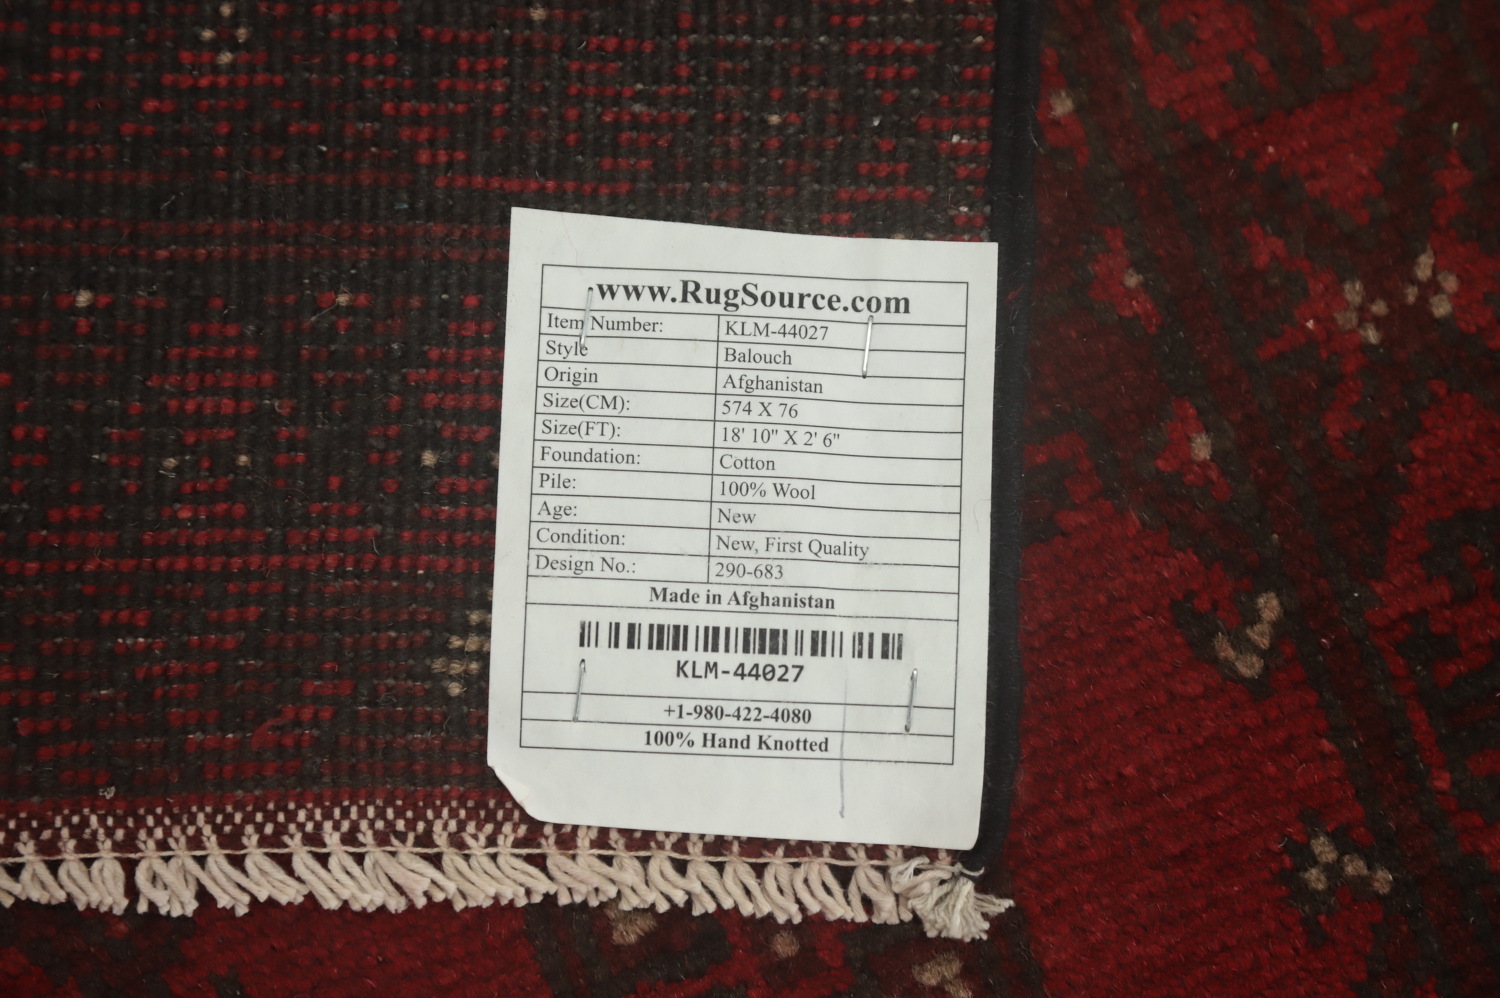 www.RugSource.com
Item Number: KLM-44027
Style Balouch
Origin Afghanistan
Size(CM): 574 X 76
Size(FT): 18' 10" X 2' 6"
Foundation: Cotton
Pile: 100% Wool
Age: New
Condition: New, First Quality
Design No.: 290-683
Made in Afghanistan
KLM-44027
+1-980-422-4080
100% Hand Knotted